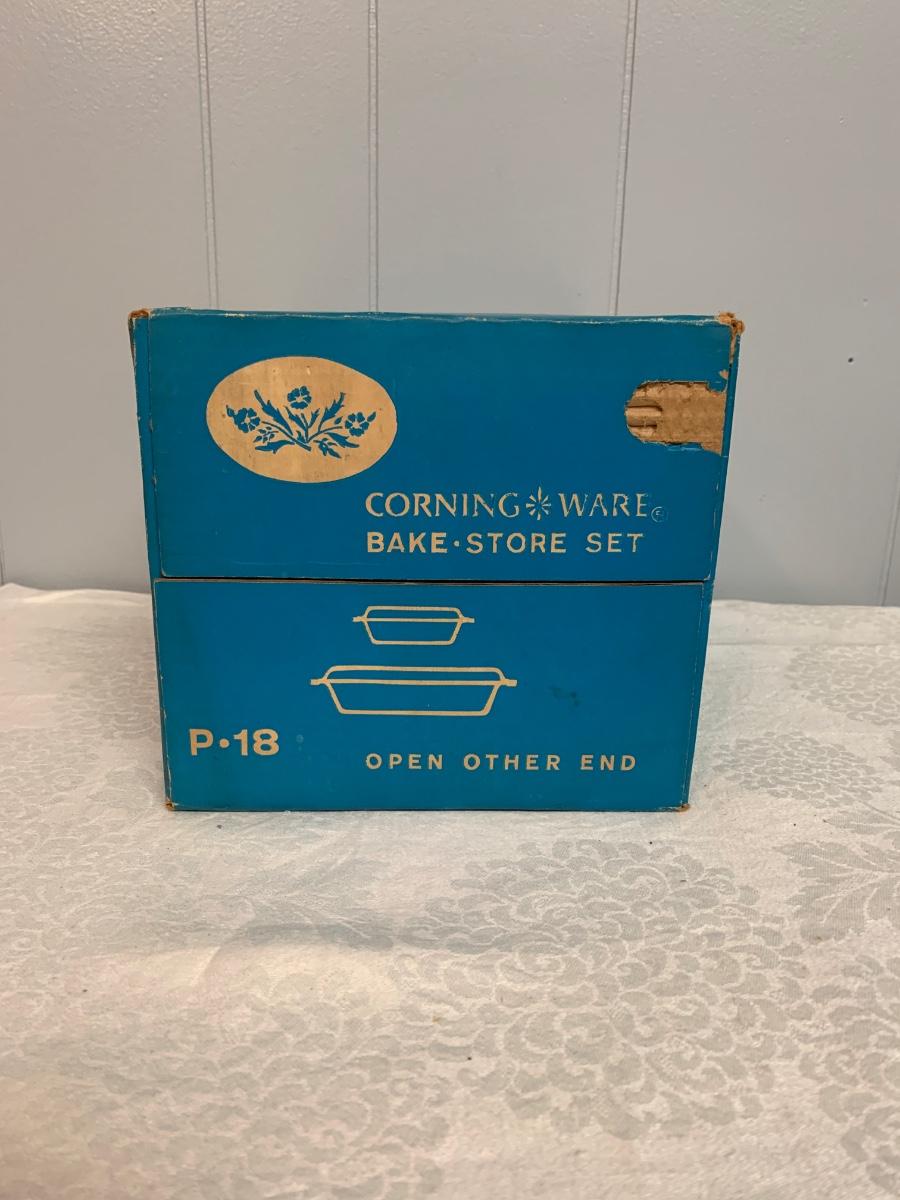 CORNING WARE®
BAKE·STORE SET
P·18
OPEN OTHER END